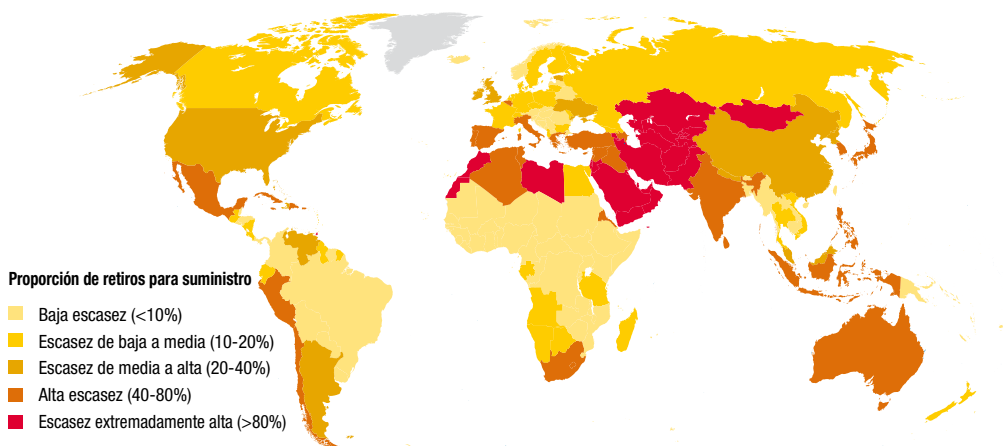 Proporción de retiros para suministro
Baja escasez (<10%)
Escasez de baja a media (10-20%)
Escasez de media a alta (20-40%)
Alta escasez (40-80%)
Escasez extremadamente alta (>80%)